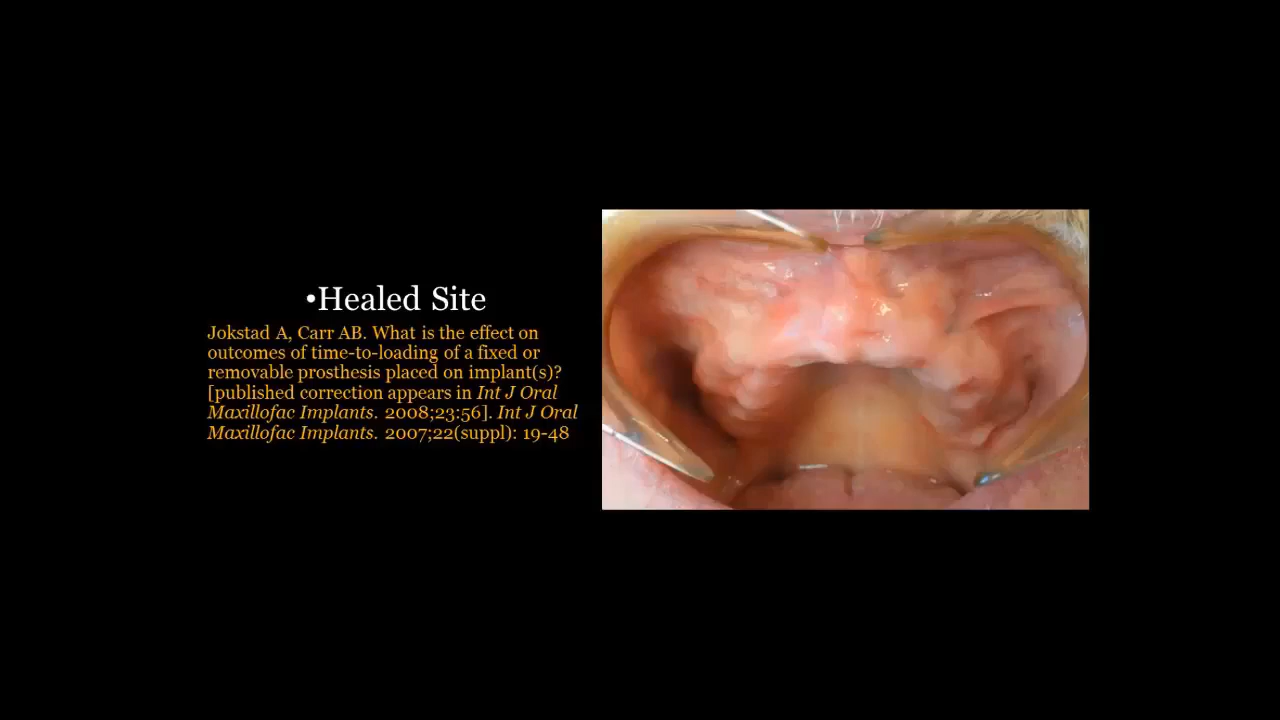 •Healed Site
Jokstad A, Carr AB. What is the effect on
outcomes of time-to-loading of a fixed or
removable prosthesis placed on implant(s)?
[published correction appears in Int J Oral
Maxillofac Implants. 2008;23:56]. Int J Oral
Maxillofac Implants. 2007;22(suppl): 19-48